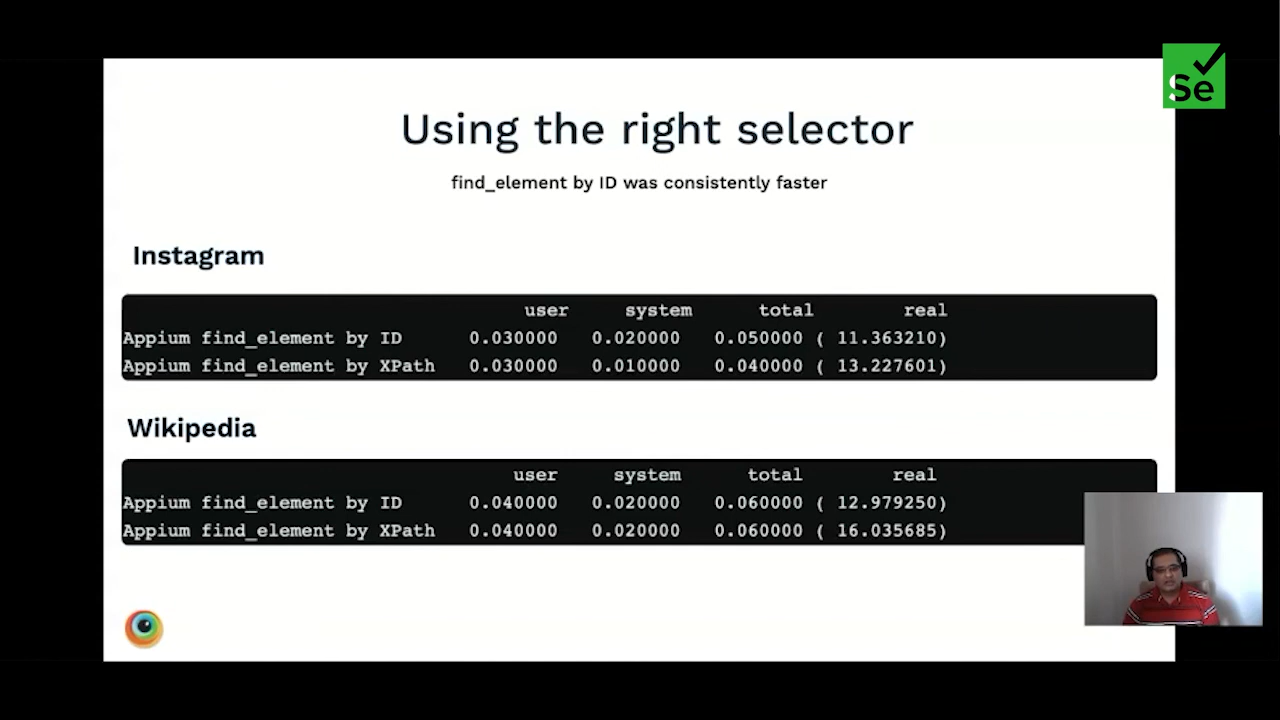 Se
Using the right selector
find_element by ID was consistently faster
Instagram
user system total real
Appium find_element by ID 0.030000 0.020000 0.050000 ( 11.363210)
Appium find_element by XPath 0.030000 0.010000 0.040000 ( 13.227601)
Wikipedia
user system total real
Appium find_element by ID 0.040000 0.020000 0.060000 ( 12.979250)
Appium find_element by XPath 0.040000 0.020000 0.060000 ( 16.035685)